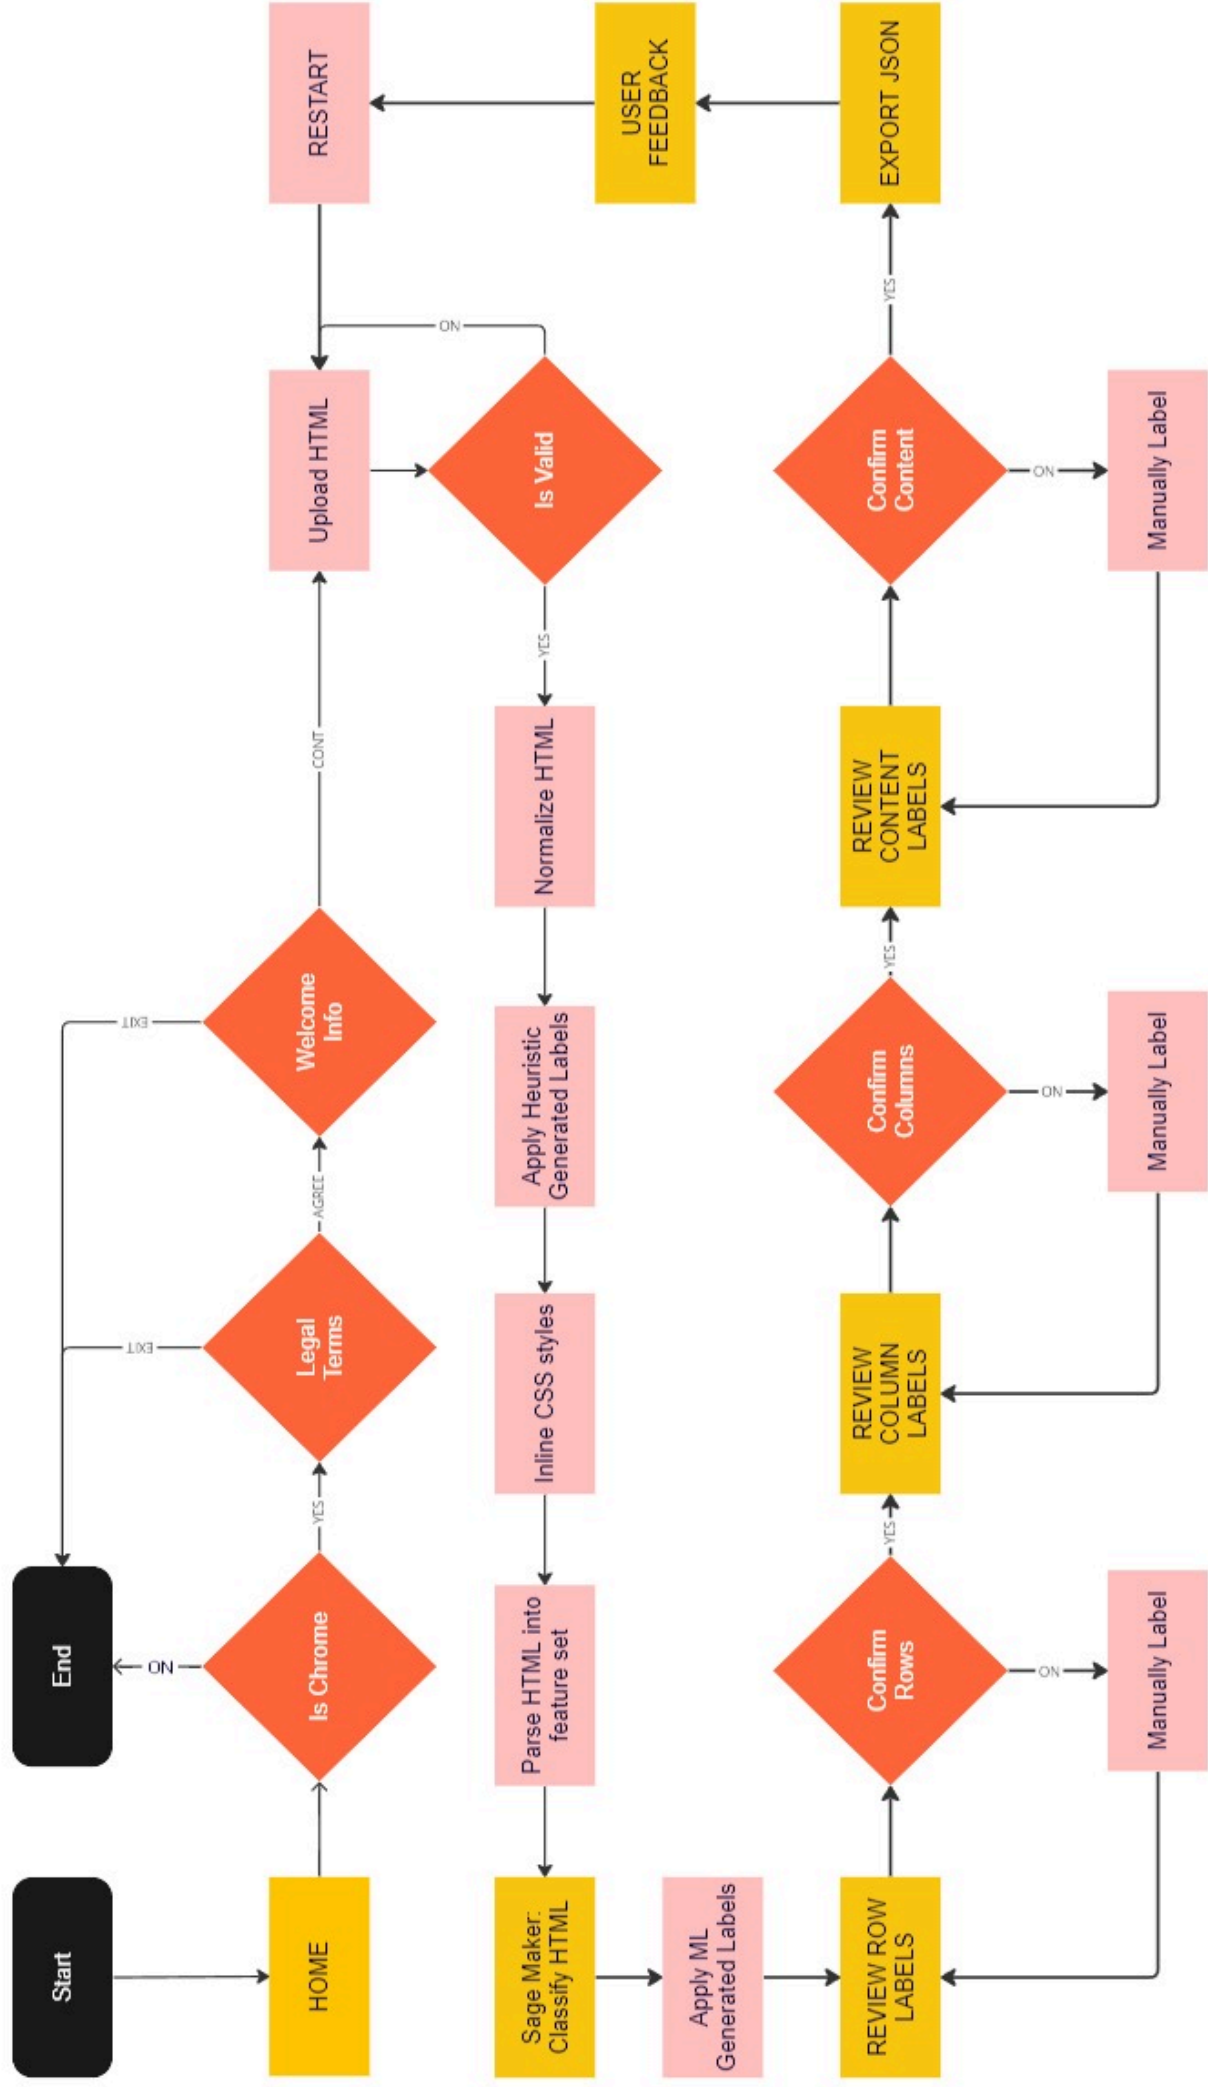 Start
End
HOME
Is Chrome
NO
YES
Legal
Terms
EXIT
AGREE
Welcome
Info
EXIT
CONT
Upload HTML
RESTART
Is Valid
NO
YES
Normalize HTML
Apply Heuristic
Generated Labels
Inline CSS styles
Parse HTML into
feature set
Sage Maker:
Classify HTML
Apply ML
Generated Labels
REVIEW ROW
LABELS
Confirm
Rows
NO
Manually Label
YES
REVIEW
COLUMN
LABELS
Confirm
Columns
NO
Manually Label
YES
REVIEW
CONTENT
LABELS
Confirm
Content
NO
Manually Label
YES
EXPORT JSON
USER
FEEDBACK